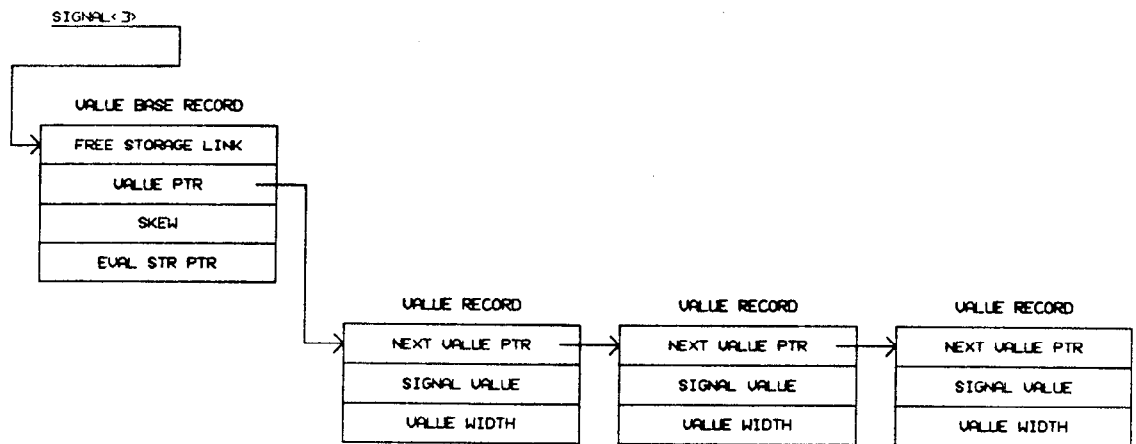 SIGNAL<3>
VALUE BASE RECORD
FREE STORAGE LINK
VALUE PTR
SKEW
EVAL STR PTR
VALUE RECORD VALUE RECORD VALUE RECORD
NEXT VALUE PTR NEXT VALUE PTR NEXT VALUE PTR
SIGNAL VALUE SIGNAL VALUE SIGNAL VALUE
VALUE WIDTH VALUE WIDTH VALUE WIDTH